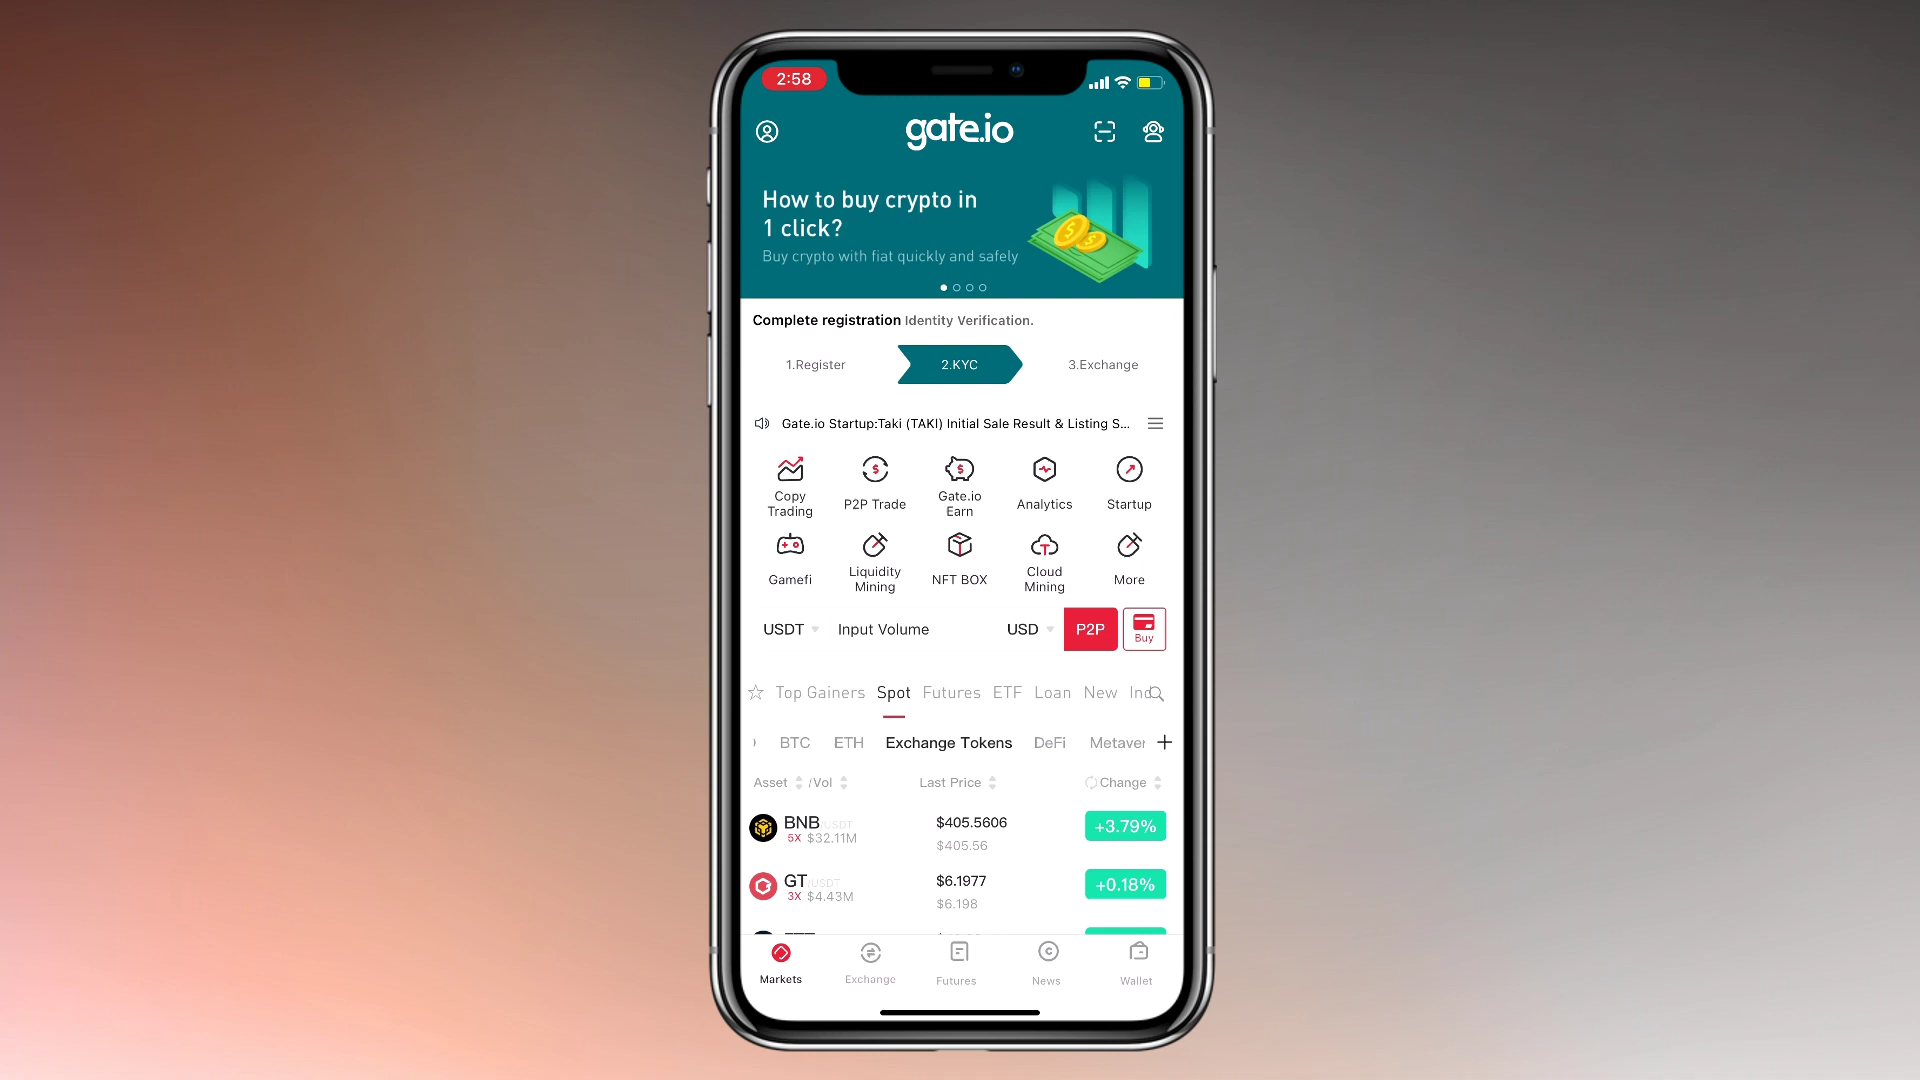 2:58
gate.io
How to buy crypto in
1 click?
Buy crypto with fiat quickly and safely
Complete registration Identity Verification.
1.Register 2.KYC 3.Exchange
Gate.io Startup:Taki (TAKI) Initial Sale Result & Listing S...
Copy Trading
P2P Trade
Gate.io Earn
Analytics
Startup
Gamefi
Liquidity Mining
NFT BOX
Cloud Mining
More
USDT Input Volume USD P2P Buy
Top Gainers Spot Futures ETF Loan New Ind
BTC ETH Exchange Tokens DeFi Metaver
Asset /Vol Last Price Change
BNB/USDT $405.5606 +3.79%
5X $32.11M $405.56
GT/USDT $6.1977 +0.18%
3X $4.43M $6.198
Markets Exchange Futures News Wallet